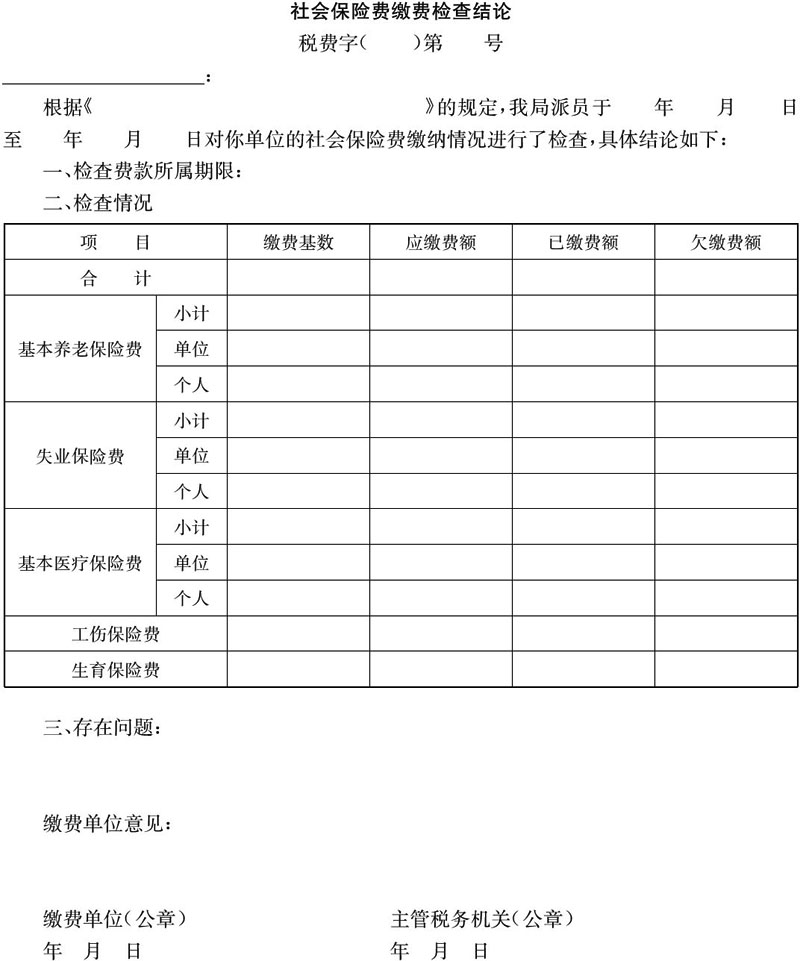 社会保险费缴费检查结论
税费字(　　)第　　号
____________________：
根据《　　　　　　　　　　　　　　　　》的规定,我局派员于　　年　　月　　日
至　　年　　月　　日对你单位的社会保险费缴纳情况进行了检查,具体结论如下：
一、检查费款所属期限：
二、检查情况
项　目　缴费基数　应缴费额　已缴费额　欠缴费额
合　计
小计
基本养老保险费　单位
个人
小计
失业保险费　单位
个人
小计
基本医疗保险费　单位
个人
工伤保险费
生育保险费
三、存在问题：
缴费单位意见：
缴费单位(公章)　　主管税务机关(公章)
年　月　日　　年　月　日